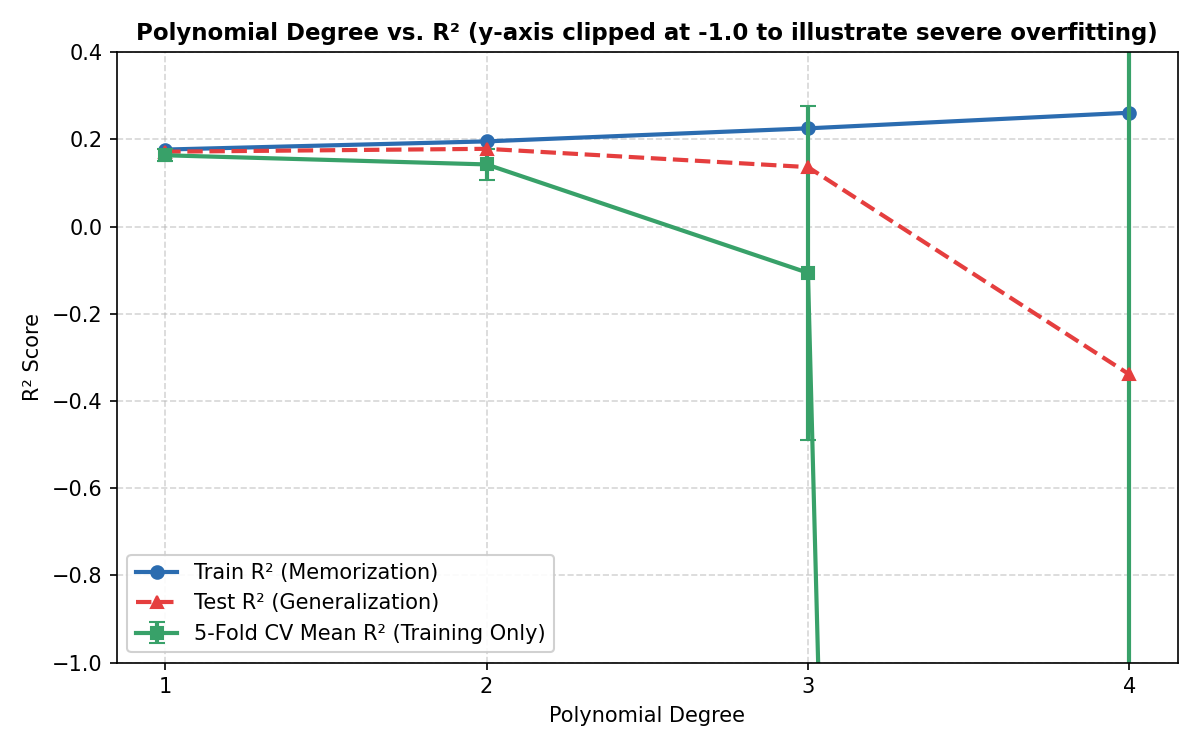 Polynomial Degree vs. R² (y-axis clipped at -1.0 to illustrate severe overfitting)
R² Score
0.4
0.2
0.0
−0.2
−0.4
−0.6
−0.8
−1.0
Train R² (Memorization)
Test R² (Generalization)
5-Fold CV Mean R² (Training Only)
1 2 3 4
Polynomial Degree